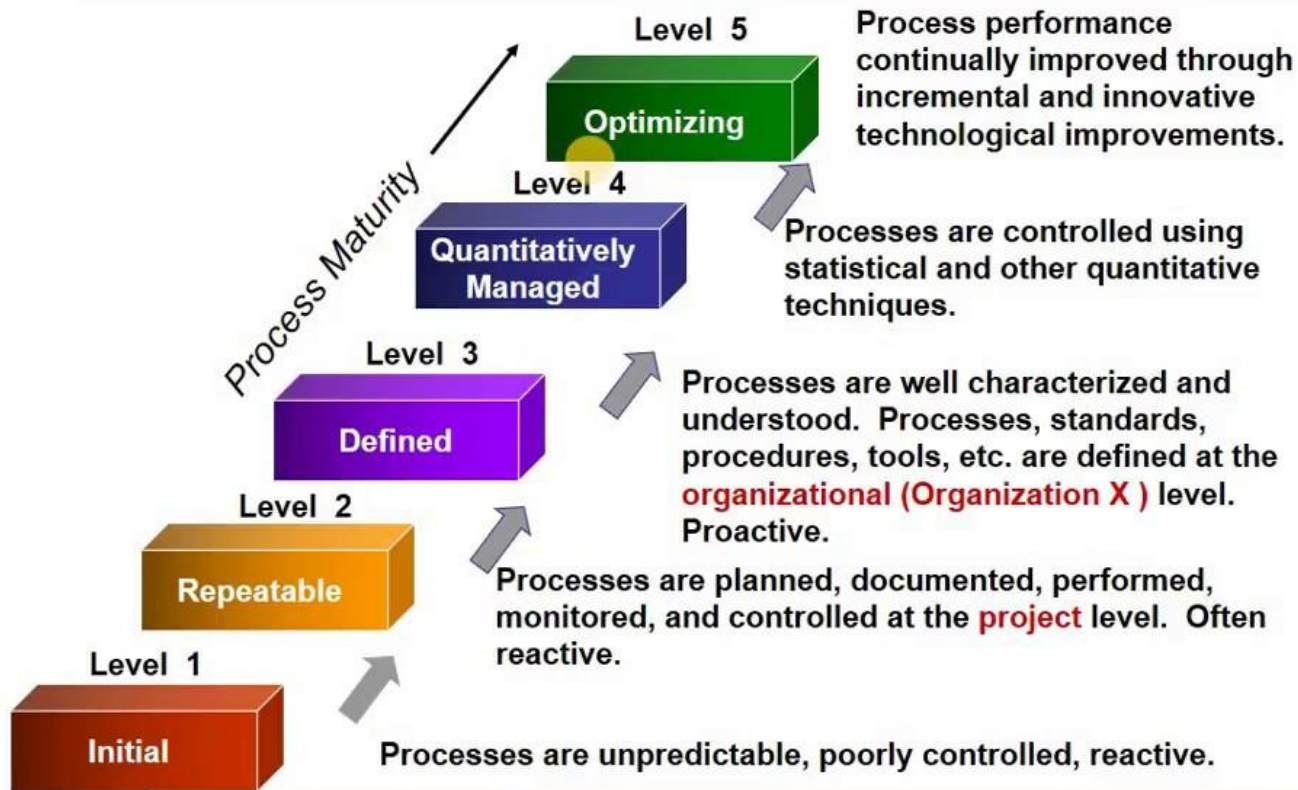 Level 5
Optimizing
Process performance
continually improved through
incremental and innovative
technological improvements.
Process Maturity
Level 4
Quantitatively
Managed
Processes are controlled using
statistical and other quantitative
techniques.
Level 3
Defined
Processes are well characterized and
understood. Processes, standards,
procedures, tools, etc. are defined at the
organizational (Organization X ) level.
Proactive.
Level 2
Repeatable
Processes are planned, documented, performed,
monitored, and controlled at the project level. Often
reactive.
Level 1
Initial
Processes are unpredictable, poorly controlled, reactive.